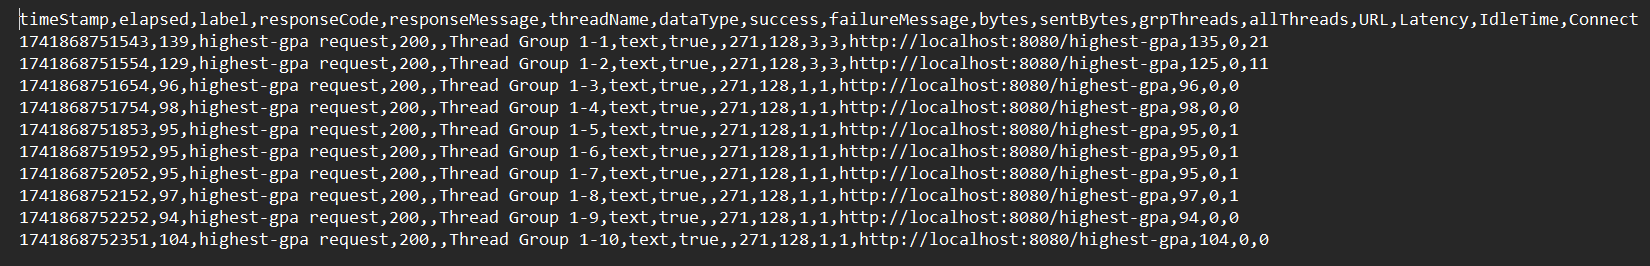 timeStamp,elapsed,label,responseCode,responseMessage,threadName,dataType,success,failureMessage,bytes,sentBytes,grpThreads,allThreads,URL,Latency,IdleTime,Connect
1741868751543,139,highest-gpa request,200,,Thread Group 1-1,text,true,,271,128,3,3,http://localhost:8080/highest-gpa,135,0,21
1741868751554,129,highest-gpa request,200,,Thread Group 1-2,text,true,,271,128,3,3,http://localhost:8080/highest-gpa,125,0,11
1741868751654,96,highest-gpa request,200,,Thread Group 1-3,text,true,,271,128,1,1,http://localhost:8080/highest-gpa,96,0,0
1741868751754,98,highest-gpa request,200,,Thread Group 1-4,text,true,,271,128,1,1,http://localhost:8080/highest-gpa,98,0,0
1741868751853,95,highest-gpa request,200,,Thread Group 1-5,text,true,,271,128,1,1,http://localhost:8080/highest-gpa,95,0,1
1741868751952,95,highest-gpa request,200,,Thread Group 1-6,text,true,,271,128,1,1,http://localhost:8080/highest-gpa,95,0,1
1741868752052,95,highest-gpa request,200,,Thread Group 1-7,text,true,,271,128,1,1,http://localhost:8080/highest-gpa,95,0,1
1741868752152,97,highest-gpa request,200,,Thread Group 1-8,text,true,,271,128,1,1,http://localhost:8080/highest-gpa,97,0,1
1741868752252,94,highest-gpa request,200,,Thread Group 1-9,text,true,,271,128,1,1,http://localhost:8080/highest-gpa,94,0,0
1741868752351,104,highest-gpa request,200,,Thread Group 1-10,text,true,,271,128,1,1,http://localhost:8080/highest-gpa,104,0,0